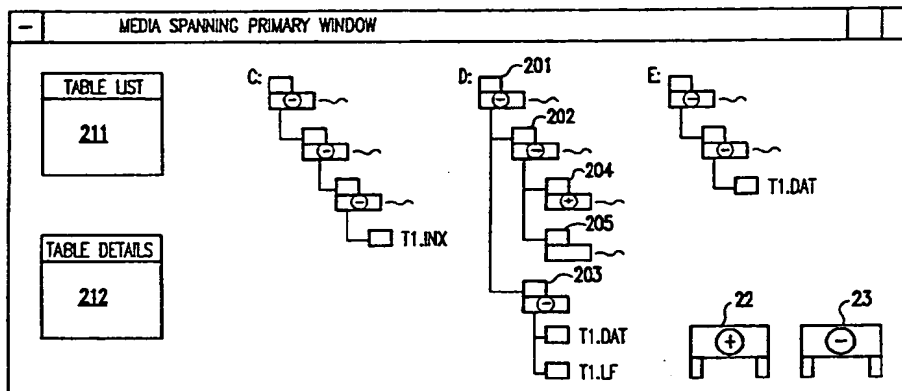 MEDIA SPANNING PRIMARY WINDOW
TABLE LIST
211
TABLE DETAILS
212
C:
T1.INX
D:
201
202
204
205
203
T1.DAT
T1.LF
E:
T1.DAT
22
23